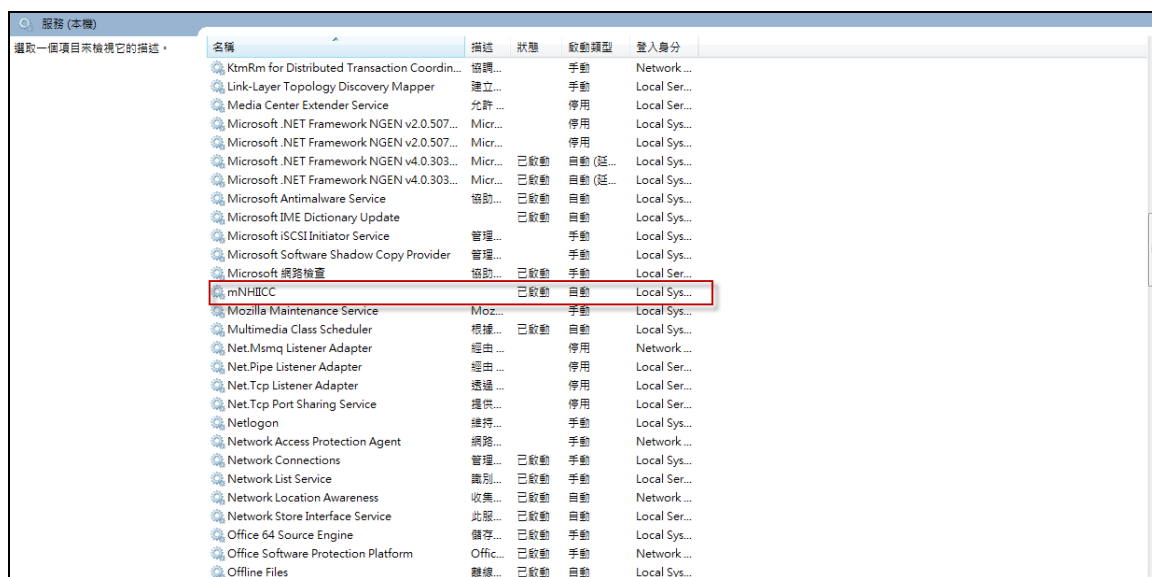 服務 (本機)
選取一個項目來檢視它的描述。
名稱 描述 狀態 啟動類型 登入身分
KtmRm for Distributed Transaction Coordin... 協調... 手動 Network ...
Link-Layer Topology Discovery Mapper 建立... 手動 Local Ser...
Media Center Extender Service 允許 ... 停用 Local Ser...
Microsoft .NET Framework NGEN v2.0.507... Micr... 停用 Local Sys...
Microsoft .NET Framework NGEN v2.0.507... Micr... 停用 Local Sys...
Microsoft .NET Framework NGEN v4.0.303... Micr... 已啟動 自動 (延... Local Sys...
Microsoft .NET Framework NGEN v4.0.303... Micr... 已啟動 自動 (延... Local Sys...
Microsoft Antimalware Service 協助... 已啟動 自動 Local Sys...
Microsoft IME Dictionary Update 已啟動 自動 Local Sys...
Microsoft iSCSI Initiator Service 管理... 手動 Local Sys...
Microsoft Software Shadow Copy Provider 管理... 手動 Local Sys...
Microsoft 網路檢查 協助... 已啟動 手動 Local Ser...
mNHIICC 已啟動 自動 Local Sys...
Mozilla Maintenance Service Moz... 手動 Local Sys...
Multimedia Class Scheduler 根據... 已啟動 自動 Local Sys...
Net.Msmq Listener Adapter 經由 ... 停用 Network ...
Net.Pipe Listener Adapter 經由 ... 停用 Local Ser...
Net.Tcp Listener Adapter 透過 ... 停用 Local Ser...
Net.Tcp Port Sharing Service 提供... 停用 Local Ser...
Netlogon 維持... 手動 Local Sys...
Network Access Protection Agent 網路... 手動 Network ...
Network Connections 管理... 已啟動 手動 Local Sys...
Network List Service 識別... 已啟動 手動 Local Ser...
Network Location Awareness 收集... 已啟動 自動 Network ...
Network Store Interface Service 此服... 已啟動 自動 Local Ser...
Office 64 Source Engine 儲存... 已啟動 手動 Local Sys...
Office Software Protection Platform Offic... 已啟動 手動 Network ...
Offline Files 離線... 已啟動 自動 Local Sys...